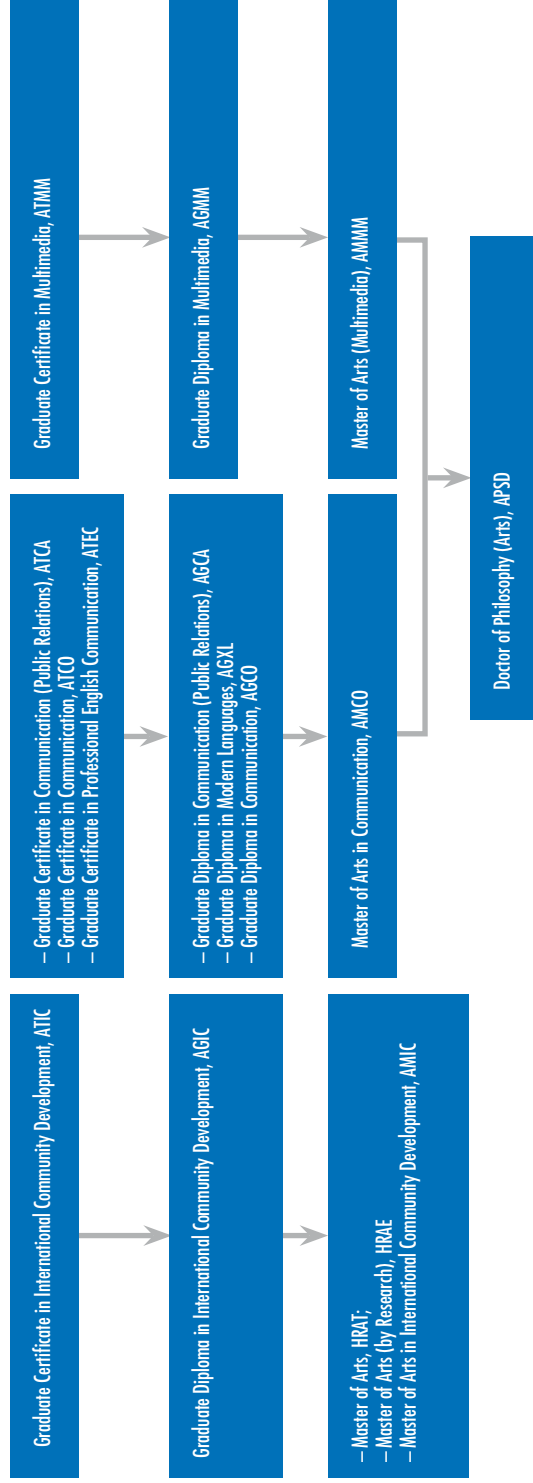 Graduate Certificate in International Community Development, ATIC
Graduate Diploma in International Community Development, AGIC
– Master of Arts, HRAT;
– Master of Arts (by Research), HRAE
– Master of Arts in International Community Development, AMIC
– Graduate Certificate in Communication (Public Relations), ATCA
– Graduate Certificate in Communication, ATCO
– Graduate Certificate in Professional English Communication, ATEC
– Graduate Diploma in Communication (Public Relations), AGCA
– Graduate Diploma in Modern Languages, AGXL
– Graduate Diploma in Communication, AGCO
Master of Arts in Communication, AMCO
Graduate Certificate in Multimedia, ATMM
Graduate Diploma in Multimedia, AGMM
Master of Arts (Multimedia), AMMM
Doctor of Philosophy (Arts), APSD